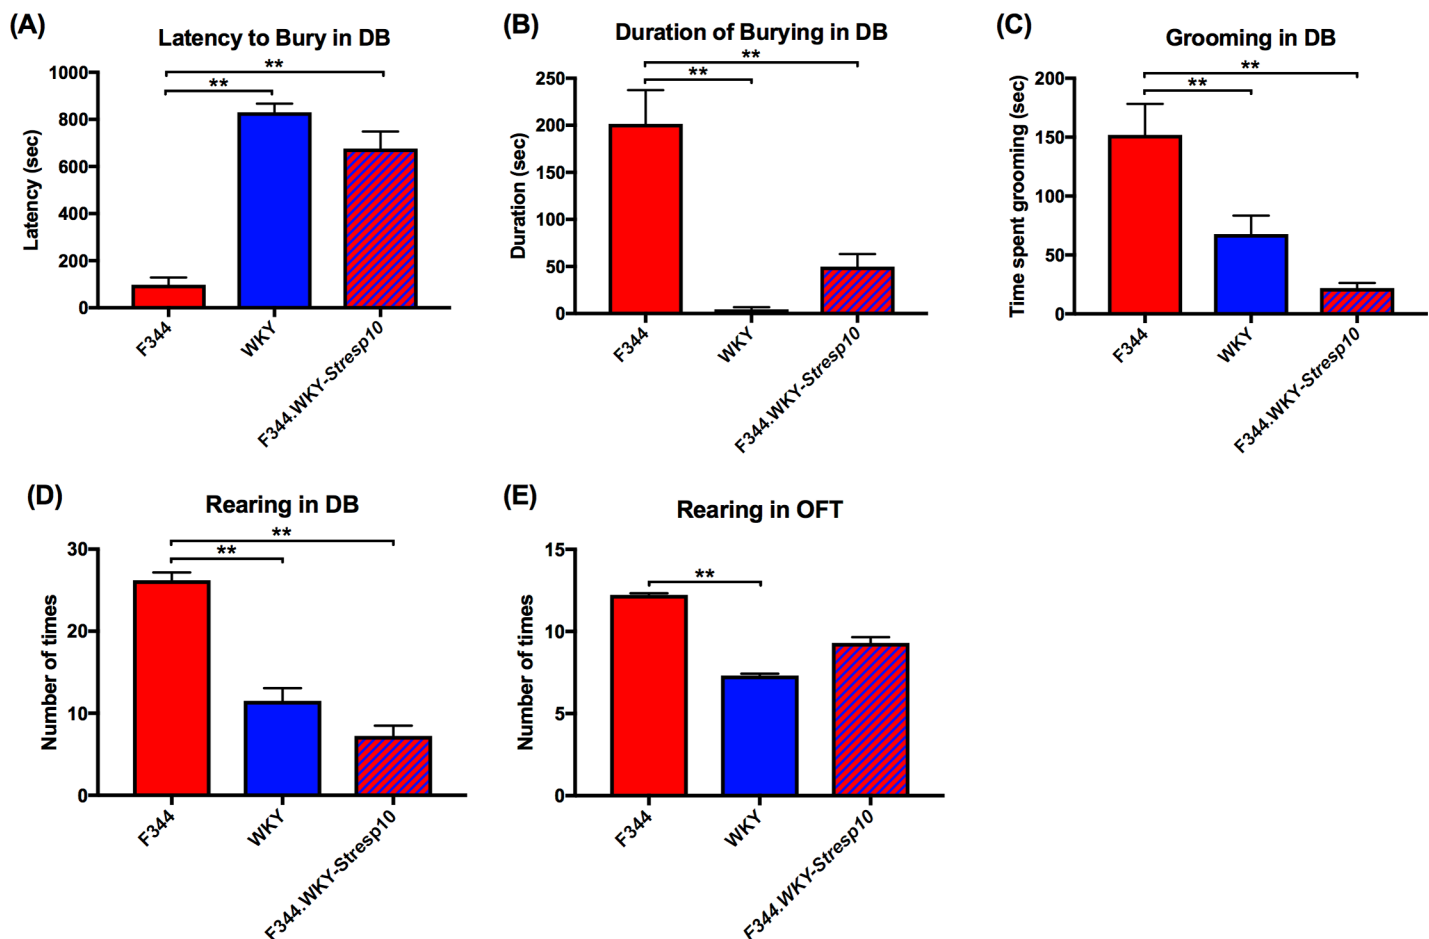 (A)
Latency to Bury in DB
**
**
Latency (sec)
1000
800
600
400
200
0
F344
WKY
F344.WKY-Stresp10
(B)
Duration of Burying in DB
**
**
Duration (sec)
250
200
150
100
50
0
F344
WKY
F344.WKY-Stresp10
(C)
Grooming in DB
**
**
Time spent grooming (sec)
200
150
100
50
0
F344
WKY
F344.WKY-Stresp10
(D)
Rearing in DB
**
**
Number of times
30
20
10
0
F344
WKY
F344.WKY-Stresp10
(E)
Rearing in OFT
**
Number of times
15
10
5
0
F344
WKY
F344.WKY-Stresp10